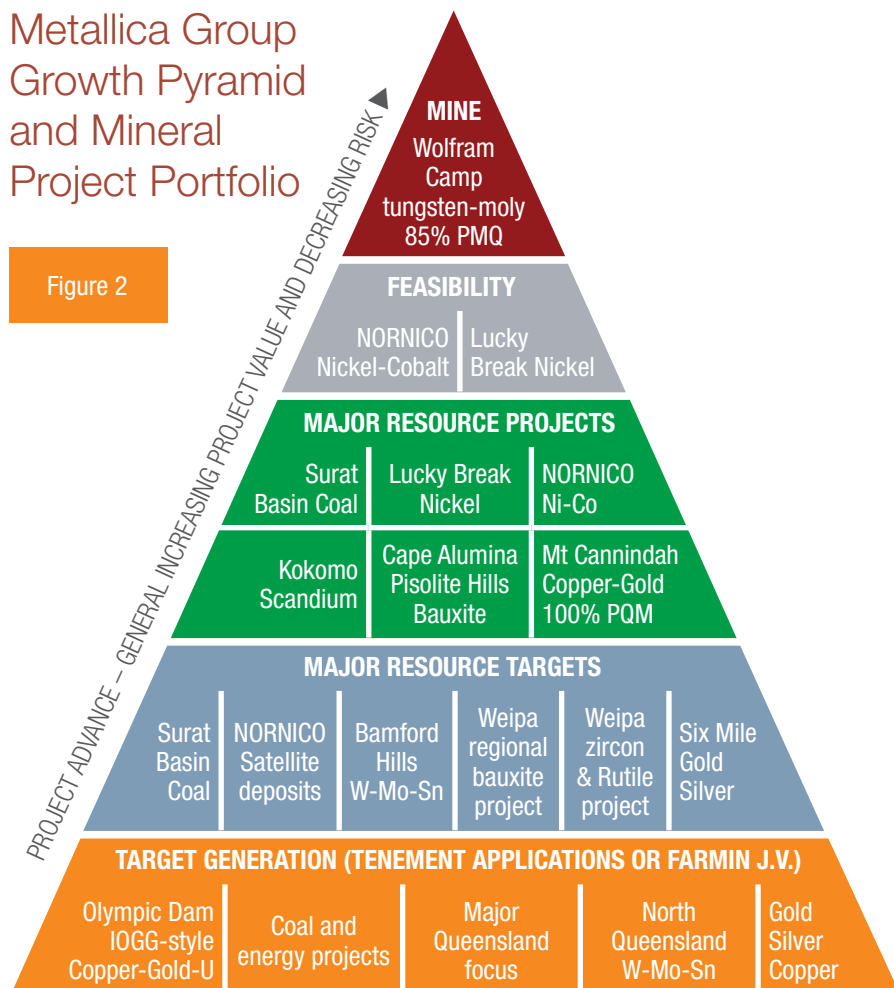 Metallica Group
Growth Pyramid
and Mineral
Project Portfolio
Figure 2
PROJECT ADVANCE – GENERAL INCREASING PROJECT VALUE AND DECREASING RISK
MINE
Wolfram
Camp
tungsten-moly
85% PMQ
FEASIBILITY
NORNICO
Nickel-Cobalt
Lucky
Break Nickel
MAJOR RESOURCE PROJECTS
Surat
Basin Coal
Lucky Break
Nickel
NORNICO
Ni-Co
Kokomo
Scandium
Cape Alumina
Pisolite Hills
Bauxite
Mt Cannindah
Copper-Gold
100% PQM
MAJOR RESOURCE TARGETS
Surat
Basin
Coal
NORNICO
Satellite
deposits
Bamford
Hills
W-Mo-Sn
Weipa
regional
bauxite
project
Weipa
zircon
& Rutile
project
Six Mile
Gold
Silver
TARGET GENERATION (TENEMENT APPLICATIONS OR FARMIN J.V.)
Olympic Dam
IOGG-style
Copper-Gold-U
Coal and
energy projects
Major
Queensland
focus
North
Queensland
W-Mo-Sn
Gold
Silver
Copper